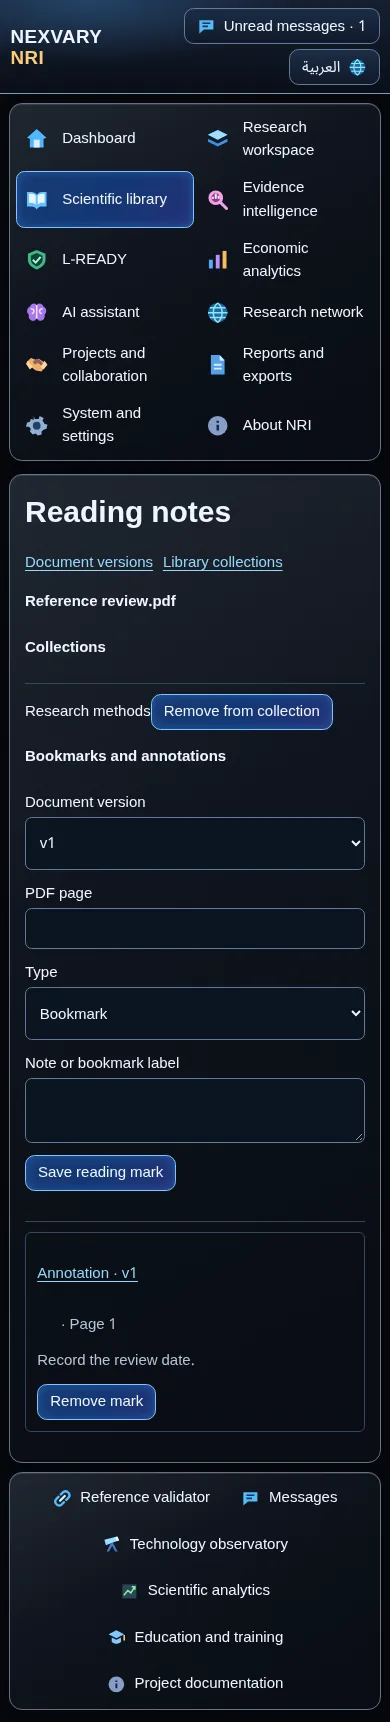 NEXVARY
NRI
Unread messages · 1
العربية
Dashboard
Research
workspace
Scientific library
Evidence
intelligence
L-READY
Economic
analytics
AI assistant
Research network
Projects and
collaboration
Reports and
exports
System and
settings
About NRI
Reading notes
Document versions Library collections
Reference review.pdf
Collections
Research methods Remove from collection
Bookmarks and annotations
Document version
v1
PDF page
Type
Bookmark
Note or bookmark label
Save reading mark
Annotation · v1
· Page 1
Record the review date.
Remove mark
Reference validator
Messages
Technology observatory
Scientific analytics
Education and training
Project documentation